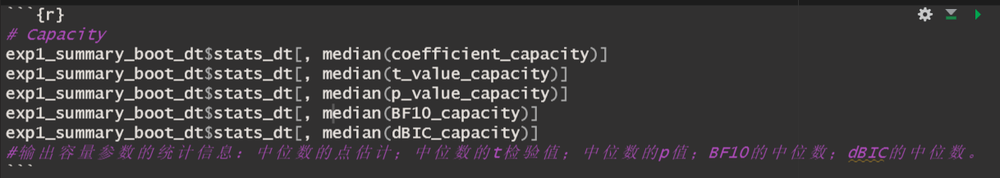 ```{r}
# Capacity
exp1_summary_boot_dt$stats_dt[, median(coefficient_capacity)]
exp1_summary_boot_dt$stats_dt[, median(t_value_capacity)]
exp1_summary_boot_dt$stats_dt[, median(p_value_capacity)]
exp1_summary_boot_dt$stats_dt[, median(BF10_capacity)]
exp1_summary_boot_dt$stats_dt[, median(dBIC_capacity)]
#输出容量参数的统计信息：中位数的点估计；中位数的t检验值；中位数的p值；BF10的中位数；dBIC的中位数。
```